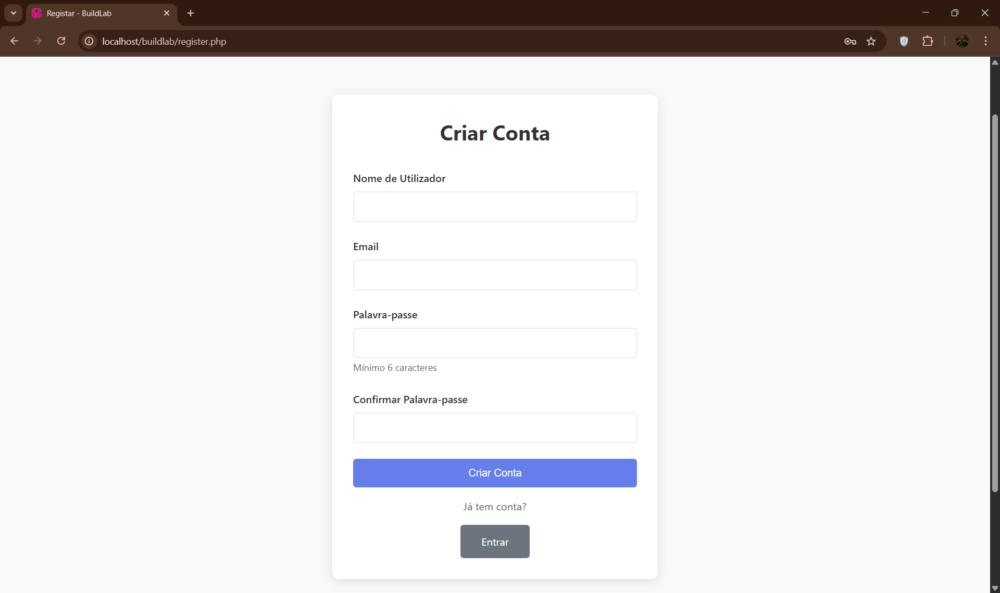 Registar - BuildLab
localhost/buildlab/register.php
Criar Conta
Nome de Utilizador
Email
Palavra-passe
Mínimo 6 caracteres
Confirmar Palavra-passe
Criar Conta
Já tem conta?
Entrar